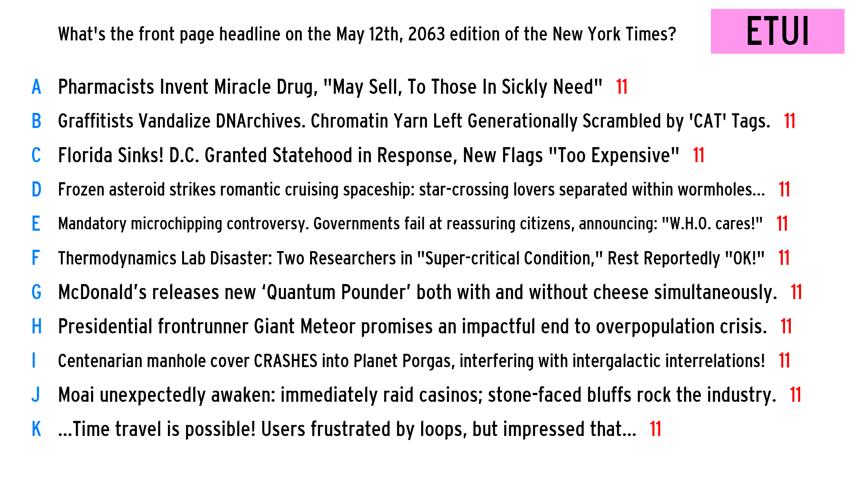 What's the front page headline on the May 12th, 2063 edition of the New York Times?
ETUI
A Pharmacists Invent Miracle Drug, "May Sell, To Those In Sickly Need" 11
B Graffitists Vandalize DNArchives. Chromatin Yarn Left Generationally Scrambled by 'CAT' Tags. 11
C Florida Sinks! D.C. Granted Statehood in Response, New Flags "Too Expensive" 11
D Frozen asteroid strikes romantic cruising spaceship: star-crossing lovers separated within wormholes... 11
E Mandatory microchipping controversy. Governments fail at reassuring citizens, announcing: "W.H.O. cares!" 11
F Thermodynamics Lab Disaster: Two Researchers in "Super-critical Condition," Rest Reportedly "OK!" 11
G McDonald’s releases new ‘Quantum Pounder’ both with and without cheese simultaneously. 11
H Presidential frontrunner Giant Meteor promises an impactful end to overpopulation crisis. 11
I Centenarian manhole cover CRASHES into Planet Porgas, interfering with intergalactic interrelations! 11
J Moai unexpectedly awaken: immediately raid casinos; stone-faced bluffs rock the industry. 11
K ...Time travel is possible! Users frustrated by loops, but impressed that... 11